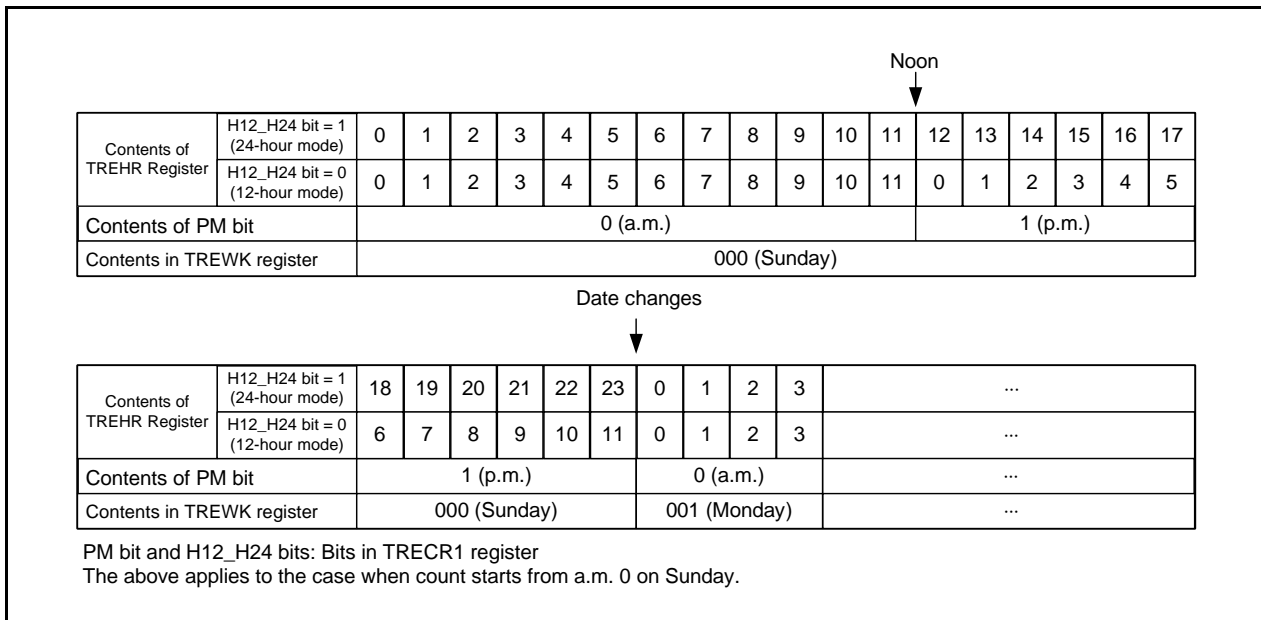 Noon
Contents of TREHR Register
H12_H24 bit = 1 (24-hour mode) 0 1 2 3 4 5 6 7 8 9 10 11 12 13 14 15 16 17
H12_H24 bit = 0 (12-hour mode) 0 1 2 3 4 5 6 7 8 9 10 11 0 1 2 3 4 5
Contents of PM bit 0 (a.m.) 1 (p.m.)
Contents in TREWK register 000 (Sunday)
Date changes
Contents of TREHR Register
H12_H24 bit = 1 (24-hour mode) 18 19 20 21 22 23 0 1 2 3 ...
H12_H24 bit = 0 (12-hour mode) 6 7 8 9 10 11 0 1 2 3 ...
Contents of PM bit 1 (p.m.) 0 (a.m.) ...
Contents in TREWK register 000 (Sunday) 001 (Monday) ...
PM bit and H12_H24 bits: Bits in TRECR1 register
The above applies to the case when count starts from a.m. 0 on Sunday.